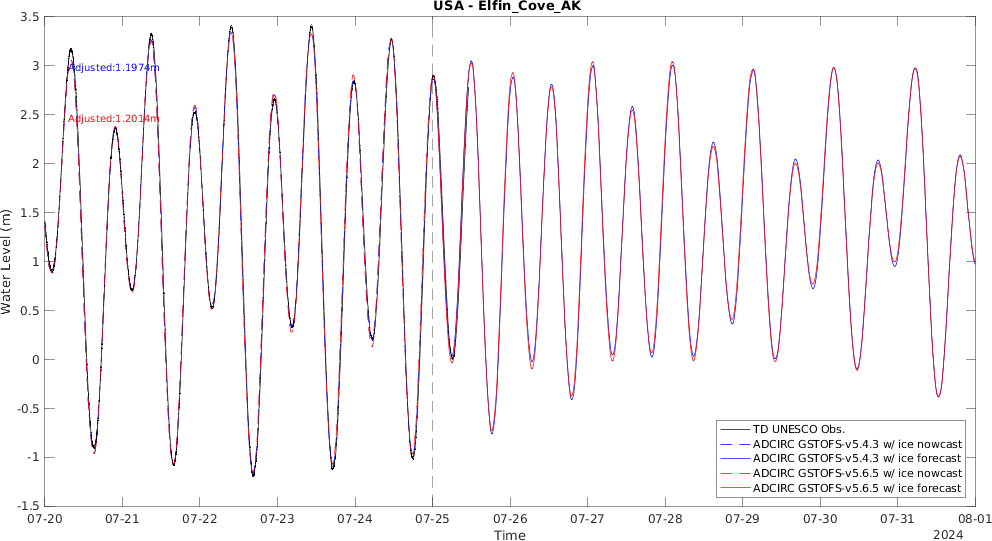 USA - Elfin_Cove_AK
3.5
3
2.5
2
1.5
1
0.5
0
-0.5
-1
-1.5
Water Level (m)
Adjusted:1.1974m
Adjusted:1.2014m
TD UNESCO Obs.
ADCIRC GSTOFS-v5.4.3 w/ ice nowcast
ADCIRC GSTOFS-v5.4.3 w/ ice forecast
ADCIRC GSTOFS-v5.6.5 w/ ice nowcast
ADCIRC GSTOFS-v5.6.5 w/ ice forecast
07-20 07-21 07-22 07-23 07-24 07-25 07-26 07-27 07-28 07-29 07-30 07-31 08-01
Time
2024